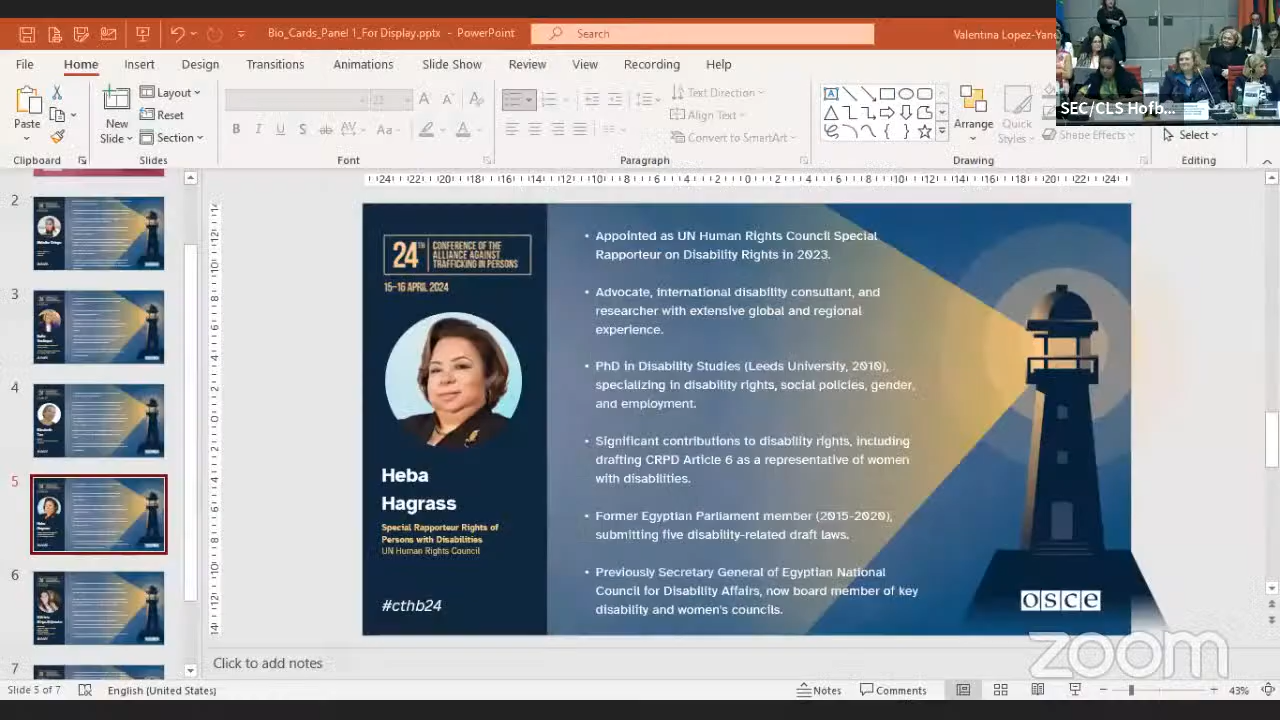 Bio_Cards_Panel 1_For Display.pptx - PowerPoint
Search
Valentina Lopez-Yan
File Home Insert Design Transitions Animations Slide Show Review View Recording Help
SEC/CLS Hofb...
Paste
New
Slide
Layout
Reset
Section
Text Direction
Align Text
Convert to SmartArt
Arrange
Quick
Styles
Shape Effects
Select
Clipboard
Slides
Font
Paragraph
Drawing
Editing
2
3
4
5
6
7
24TH
CONFERENCE OF THE
ALLIANCE AGAINST
TRAFFICKING IN PERSONS
15-16 APRIL 2024
Heba
Hagrass
Special Rapporteur Rights of
Persons with Disabilities
UN Human Rights Council
#cthb24
• Appointed as UN Human Rights Council Special
Rapporteur on Disability Rights in 2023.
• Advocate, international disability consultant, and
researcher with extensive global and regional
experience.
• PhD in Disability Studies (Leeds University, 2010),
specializing in disability rights, social policies, gender,
and employment.
• Significant contributions to disability rights, including
drafting CRPD Article 6 as a representative of women
with disabilities.
• Former Egyptian Parliament member (2015-2020),
submitting five disability-related draft laws.
• Previously Secretary General of Egyptian National
Council for Disability Affairs, now board member of key
disability and women's councils.
osce
zoom
Click to add notes
Slide 5 of 7
English (United States)
Notes
Comments
43%